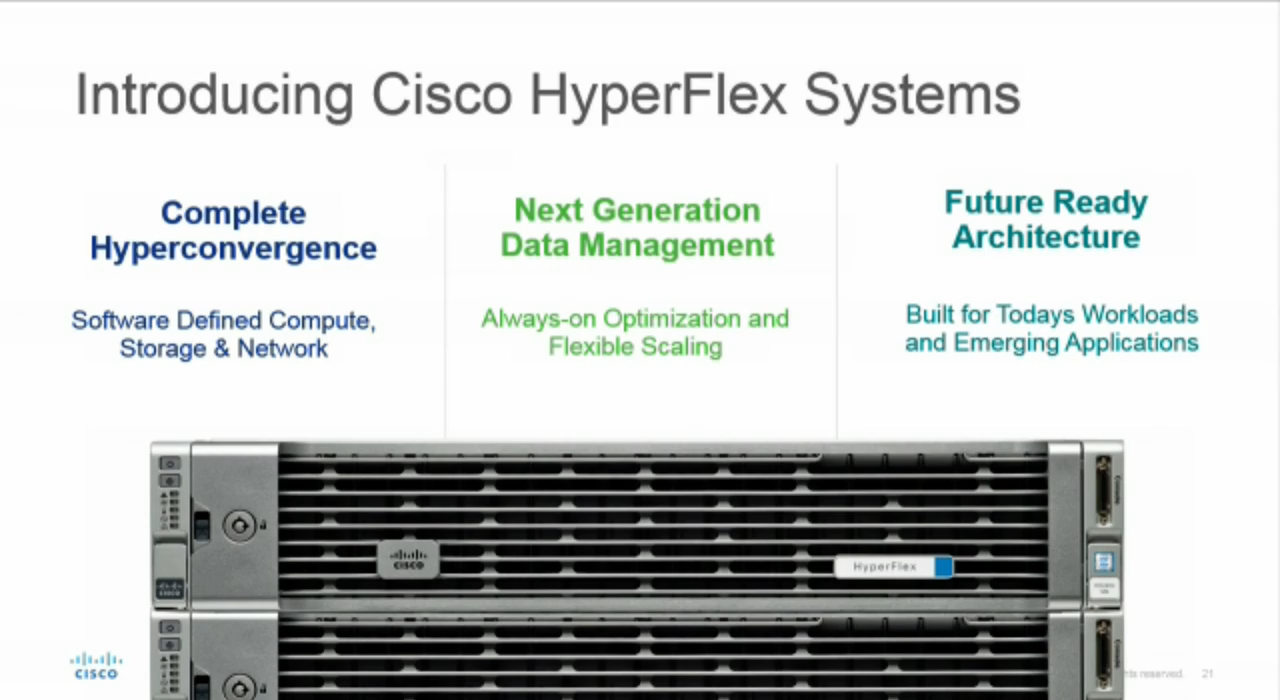 Introducing Cisco HyperFlex Systems
Complete
Hyperconvergence
Software Defined Compute,
Storage & Network
Next Generation
Data Management
Always-on Optimization and
Flexible Scaling
Future Ready
Architecture
Built for Todays Workloads
and Emerging Applications
CISCO
HyperFlex
CISCO
reserved.
21